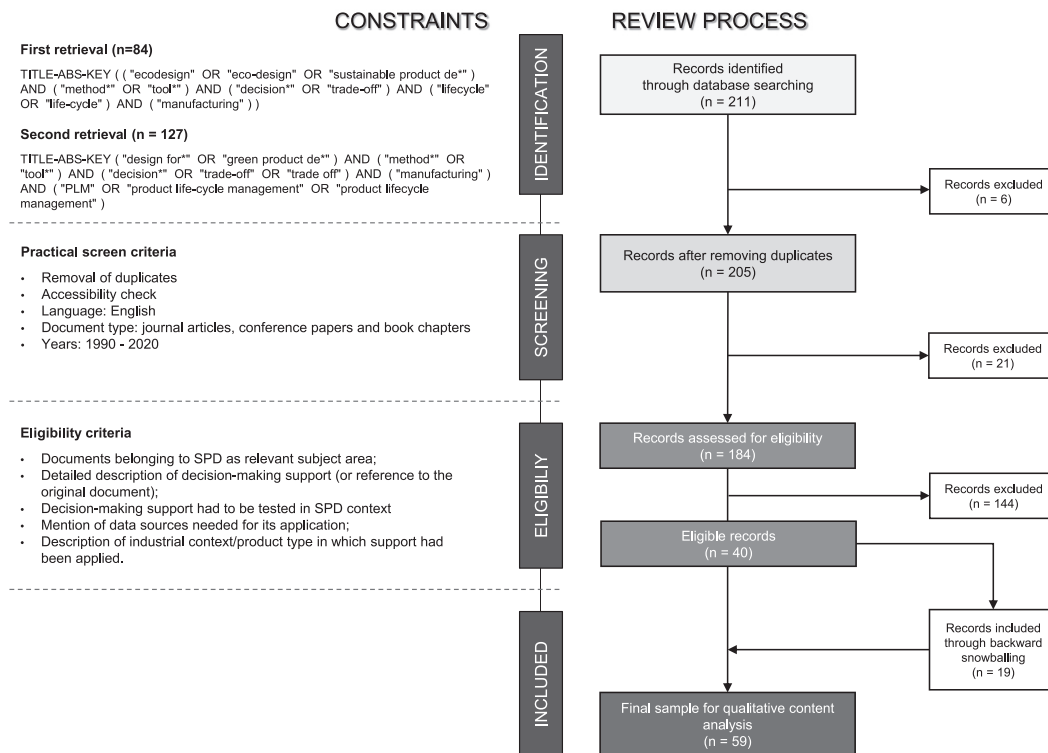 CONSTRAINTS
REVIEW PROCESS
First retrieval (n=84)
TITLE-ABS-KEY ( ( "ecodesign" OR "eco-design" OR "sustainable product de*" )
AND ( "method*" OR "tool*" ) AND ( "decision*" OR "trade-off" ) AND ( "lifecycle"
OR "life-cycle" ) AND ( "manufacturing" ) )
Second retrieval (n = 127)
TITLE-ABS-KEY ( "design for*" OR "green product de*" ) AND ( "method*" OR
"tool*" ) AND ( "decision*" OR "trade-off" OR "trade off" ) AND ( "manufacturing" )
AND ( "PLM" OR "product life-cycle management" OR "product lifecycle
management" )
IDENTIFICATION
Records identified
through database searching
(n = 211)
Records excluded
(n = 6)
Practical screen criteria
• Removal of duplicates
• Accessibility check
• Language: English
• Document type: journal articles, conference papers and book chapters
• Years: 1990 - 2020
SCREENING
Records after removing duplicates
(n = 205)
Records excluded
(n = 21)
Eligibility criteria
• Documents belonging to SPD as relevant subject area;
• Detailed description of decision-making support (or reference to the
original document);
• Decision-making support had to be tested in SPD context
• Mention of data sources needed for its application;
• Description of industrial context/product type in which support had
been applied.
ELIGIBILIY
Records assessed for eligibility
(n = 184)
Records excluded
(n = 144)
Eligible records
(n = 40)
INCLUDED
Records included
through backward
snowballing
(n = 19)
Final sample for qualitative content
analysis
(n = 59)